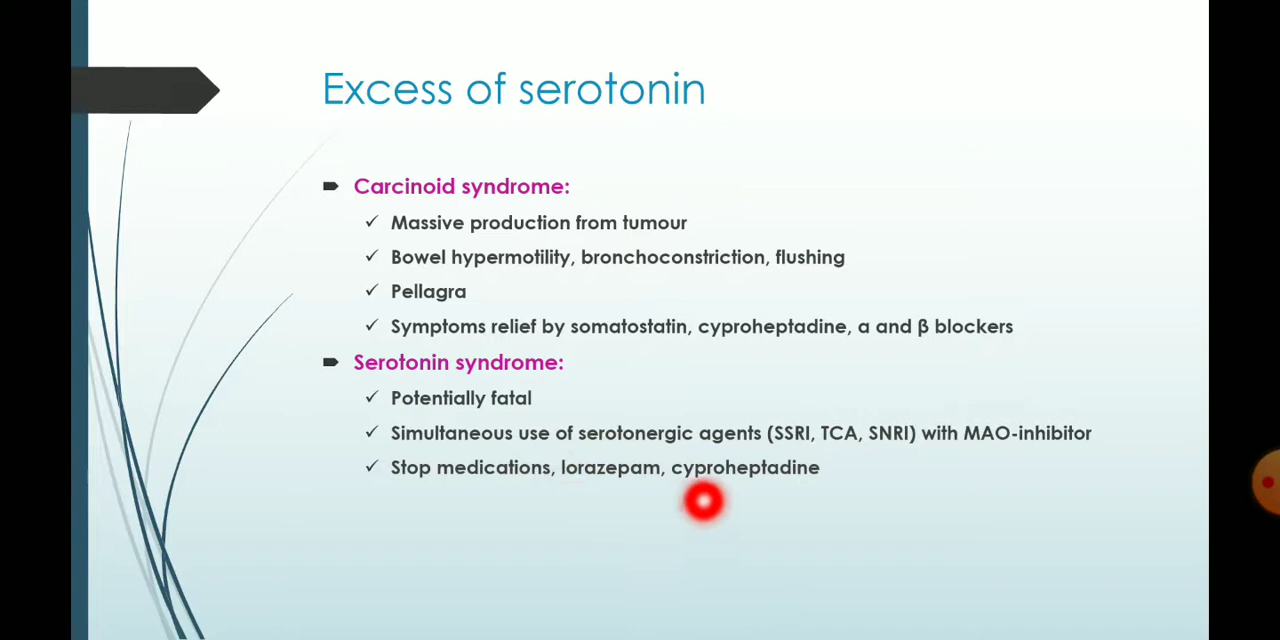 Excess of serotonin
Carcinoid syndrome:
Massive production from tumour
Bowel hypermotility, bronchoconstriction, flushing
Pellagra
Symptoms relief by somatostatin, cyproheptadine, α and β blockers
Serotonin syndrome:
Potentially fatal
Simultaneous use of serotonergic agents (SSRI, TCA, SNRI) with MAO-inhibitor
Stop medications, lorazepam, cyproheptadine